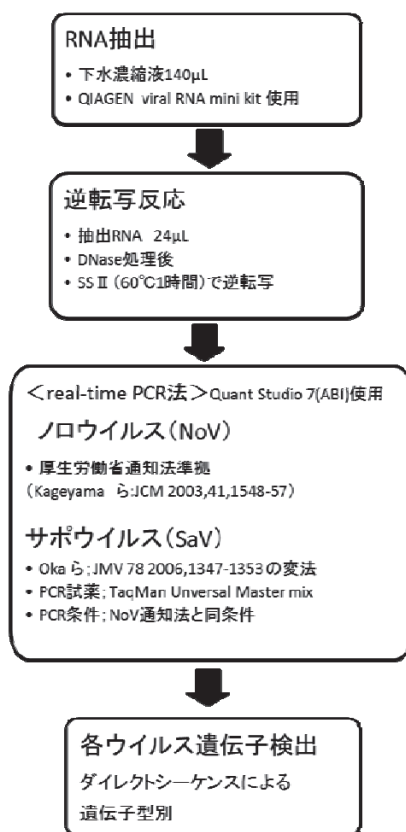 RNA抽出
• 下水濃縮液140μL
• QIAGEN viral RNA mini kit 使用
逆転写反応
• 抽出RNA 24μL
• DNase処理後
• SSⅡ(60℃1時間)で逆転写
＜real-time PCR法＞Quant Studio 7(ABI)使用
ノロウイルス(NoV)
• 厚生労働省通知法準拠
(Kageyama ら:JCM 2003,41,1548-57)
サポウイルス(SaV)
• Oka ら;JMV 78 2006,1347-1353の変法
• PCR試薬;TaqMan Unversal Master mix
• PCR条件;NoV通知法と同条件
各ウイルス遺伝子検出
ダイレクトシーケンスによる
遺伝子型別